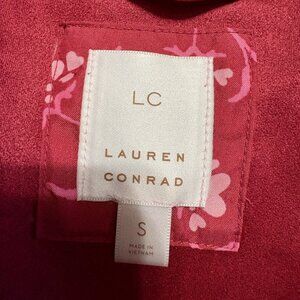 LC
LAUREN
CONRAD
S
MADE IN
VIETNAM